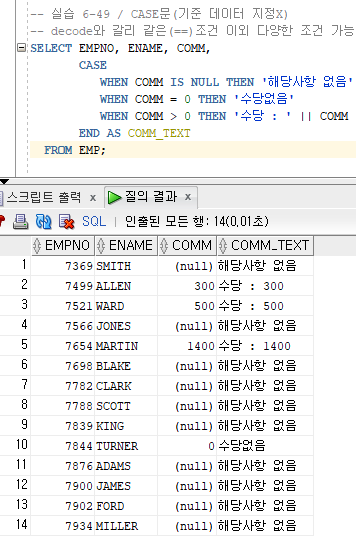 -- 실습 6-49 / CASE문(기준 데이터 지정X)
-- decode와 갈리 같은(==)조건 이외 다양한 조건 가능
SELECT EMPNO, ENAME, COMM,
CASE
WHEN COMM IS NULL THEN '해당사항 없음'
WHEN COMM = 0 THEN '수당없음'
WHEN COMM > 0 THEN '수당 : ' || COMM
END AS COMM_TEXT
FROM EMP;
스크립트 출력 x 질의 결과 x
SQL | 인출된 모든 행: 14(0,01초)
EMPNO ENAME COMM COMM_TEXT
1 7369 SMITH (null) 해당사항 없음
2 7499 ALLEN 300 수당 : 300
3 7521 WARD 500 수당 : 500
4 7566 JONES (null) 해당사항 없음
5 7654 MARTIN 1400 수당 : 1400
6 7698 BLAKE (null) 해당사항 없음
7 7782 CLARK (null) 해당사항 없음
8 7788 SCOTT (null) 해당사항 없음
9 7839 KING (null) 해당사항 없음
10 7844 TURNER 0 수당없음
11 7876 ADAMS (null) 해당사항 없음
12 7900 JAMES (null) 해당사항 없음
13 7902 FORD (null) 해당사항 없음
14 7934 MILLER (null) 해당사항 없음